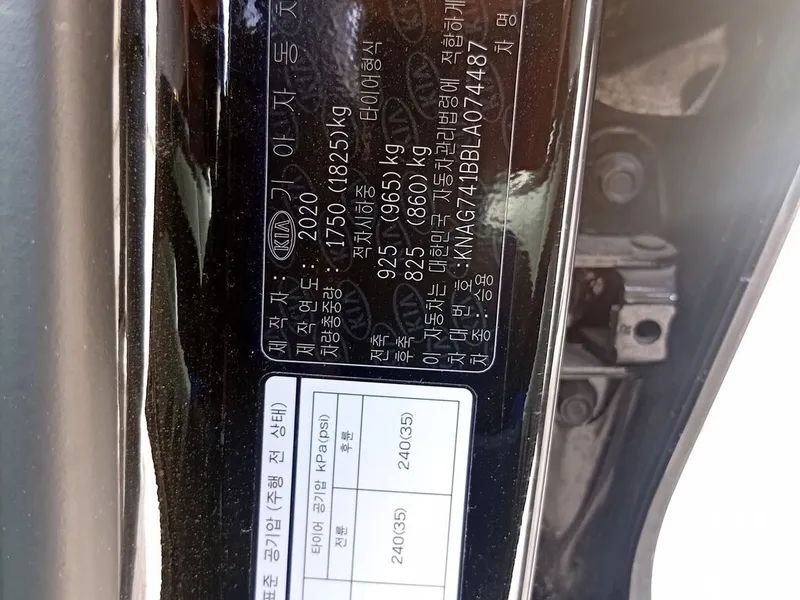 제 작 자 : KIA 기 아 자 동 차
제 작 연 도 : 2020
차량총중량 : 1750 (1825)kg
적차시하중 타이어형식
전축 925 (965)kg
후축 825 (860)kg
이 자동차는 대한민국 자동차관리법령에 적합하게
차 대 번 호 :KNAG741BBLA074487
차 종 : 승용 차 명
표준 공기압 (주행 전 상태)
타이어 공기압 kPa(psi)
전륜 후륜
240(35) 240(35)